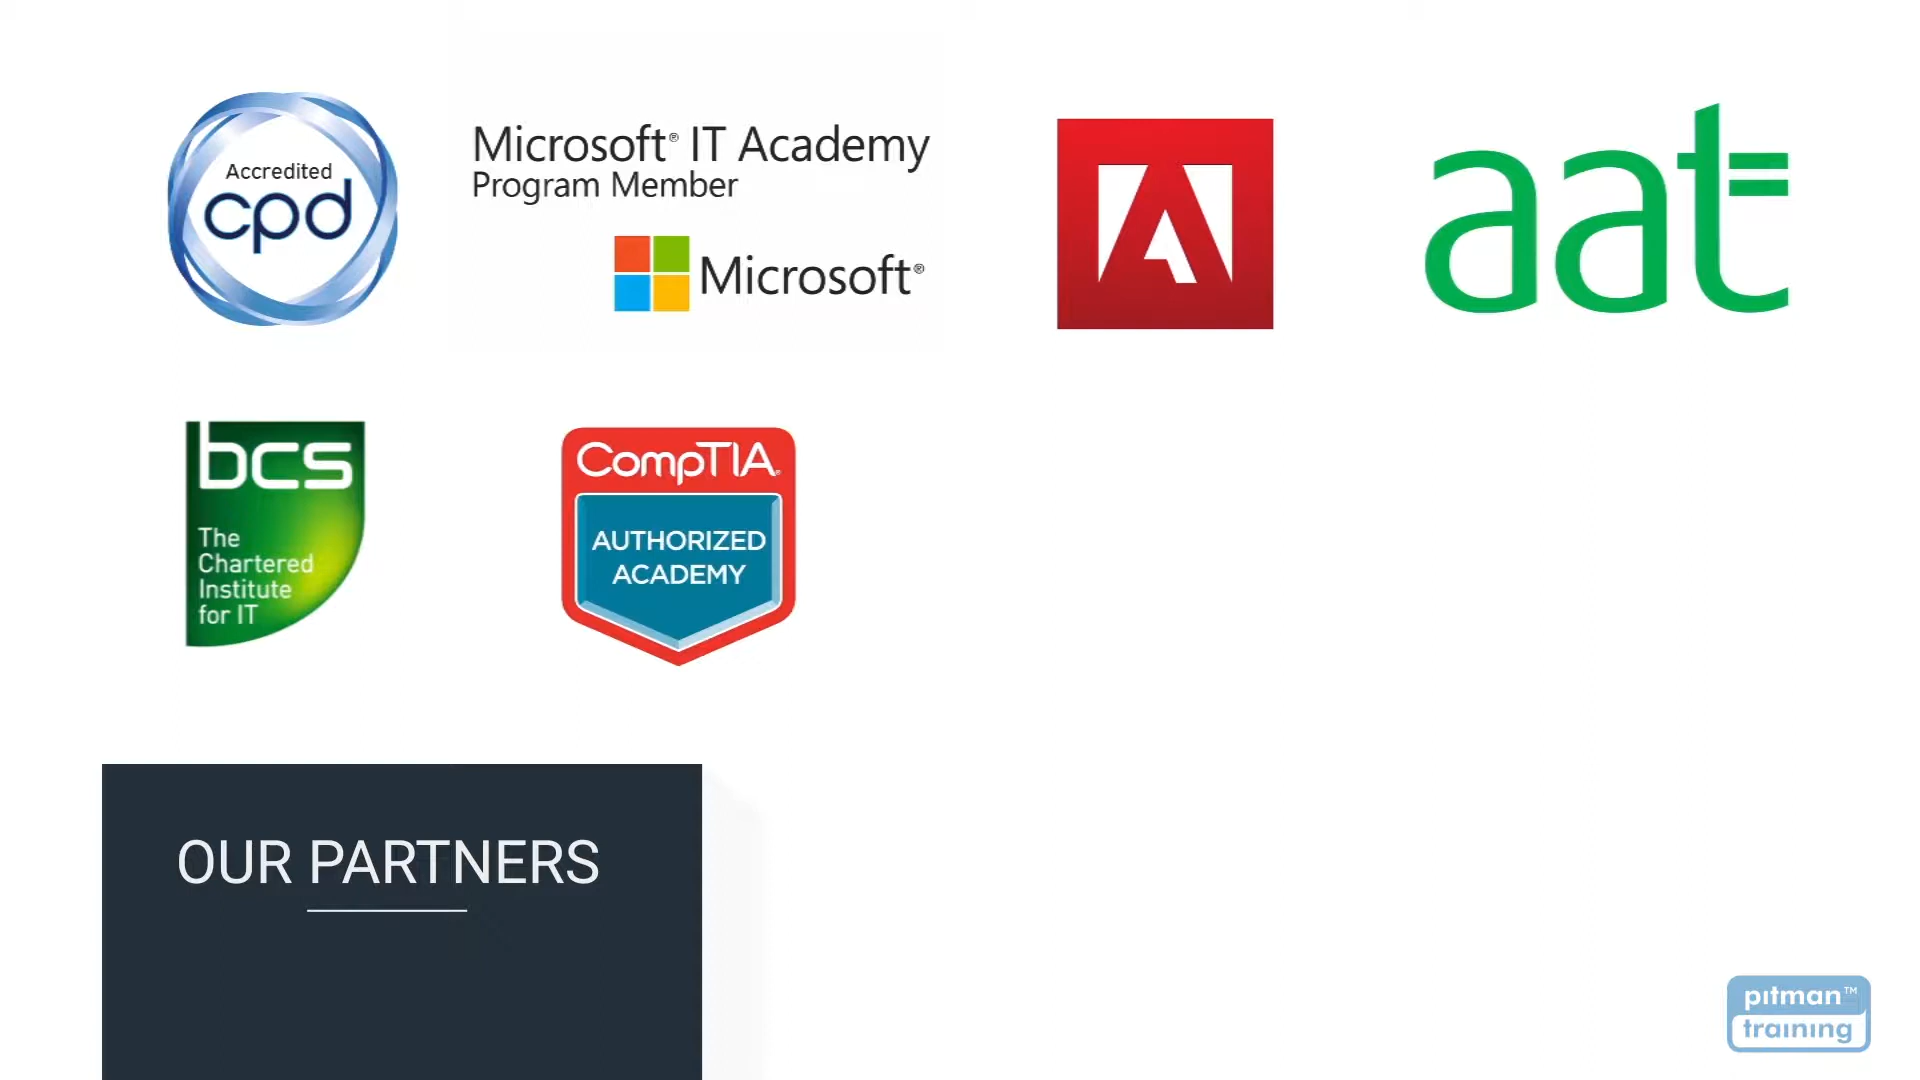 Accredited
cpd
Microsoft® IT Academy
Program Member
Microsoft®
aat
bcs
The
Chartered
Institute
for IT
CompTIA®
AUTHORIZED
ACADEMY
OUR PARTNERS
pitman™
training